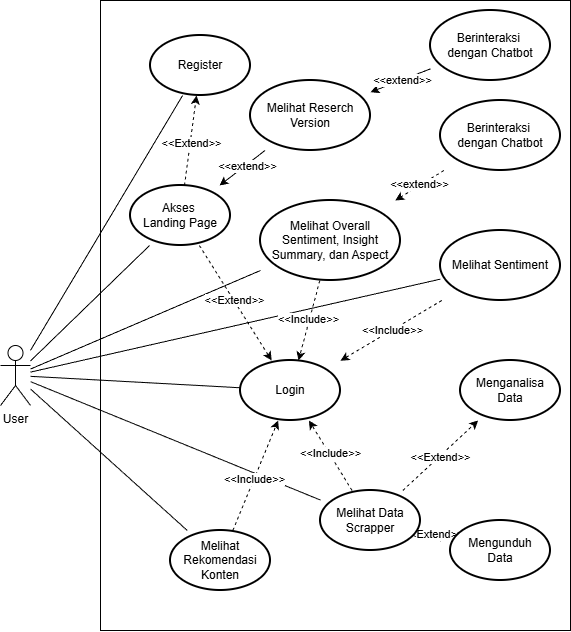 Berinteraksi
dengan Chatbot
Register
<<extend>>
Melihat Reserch
Version
Berinteraksi
dengan Chatbot
<<Extend>>
<<extend>>
<<extend>>
Akses
Landing Page
Melihat Overall
Sentiment, Insight
Summary, dan Aspect
Melihat Sentiment
<<Extend>>
<<Include>>
<<Include>>
User
Login
Menganalisa
Data
<<Include>>
<<Extend>>
<<Include>>
Melihat Data
Scrapper
<Extend>
Melihat
Rekomendasi
Konten
Mengunduh
Data